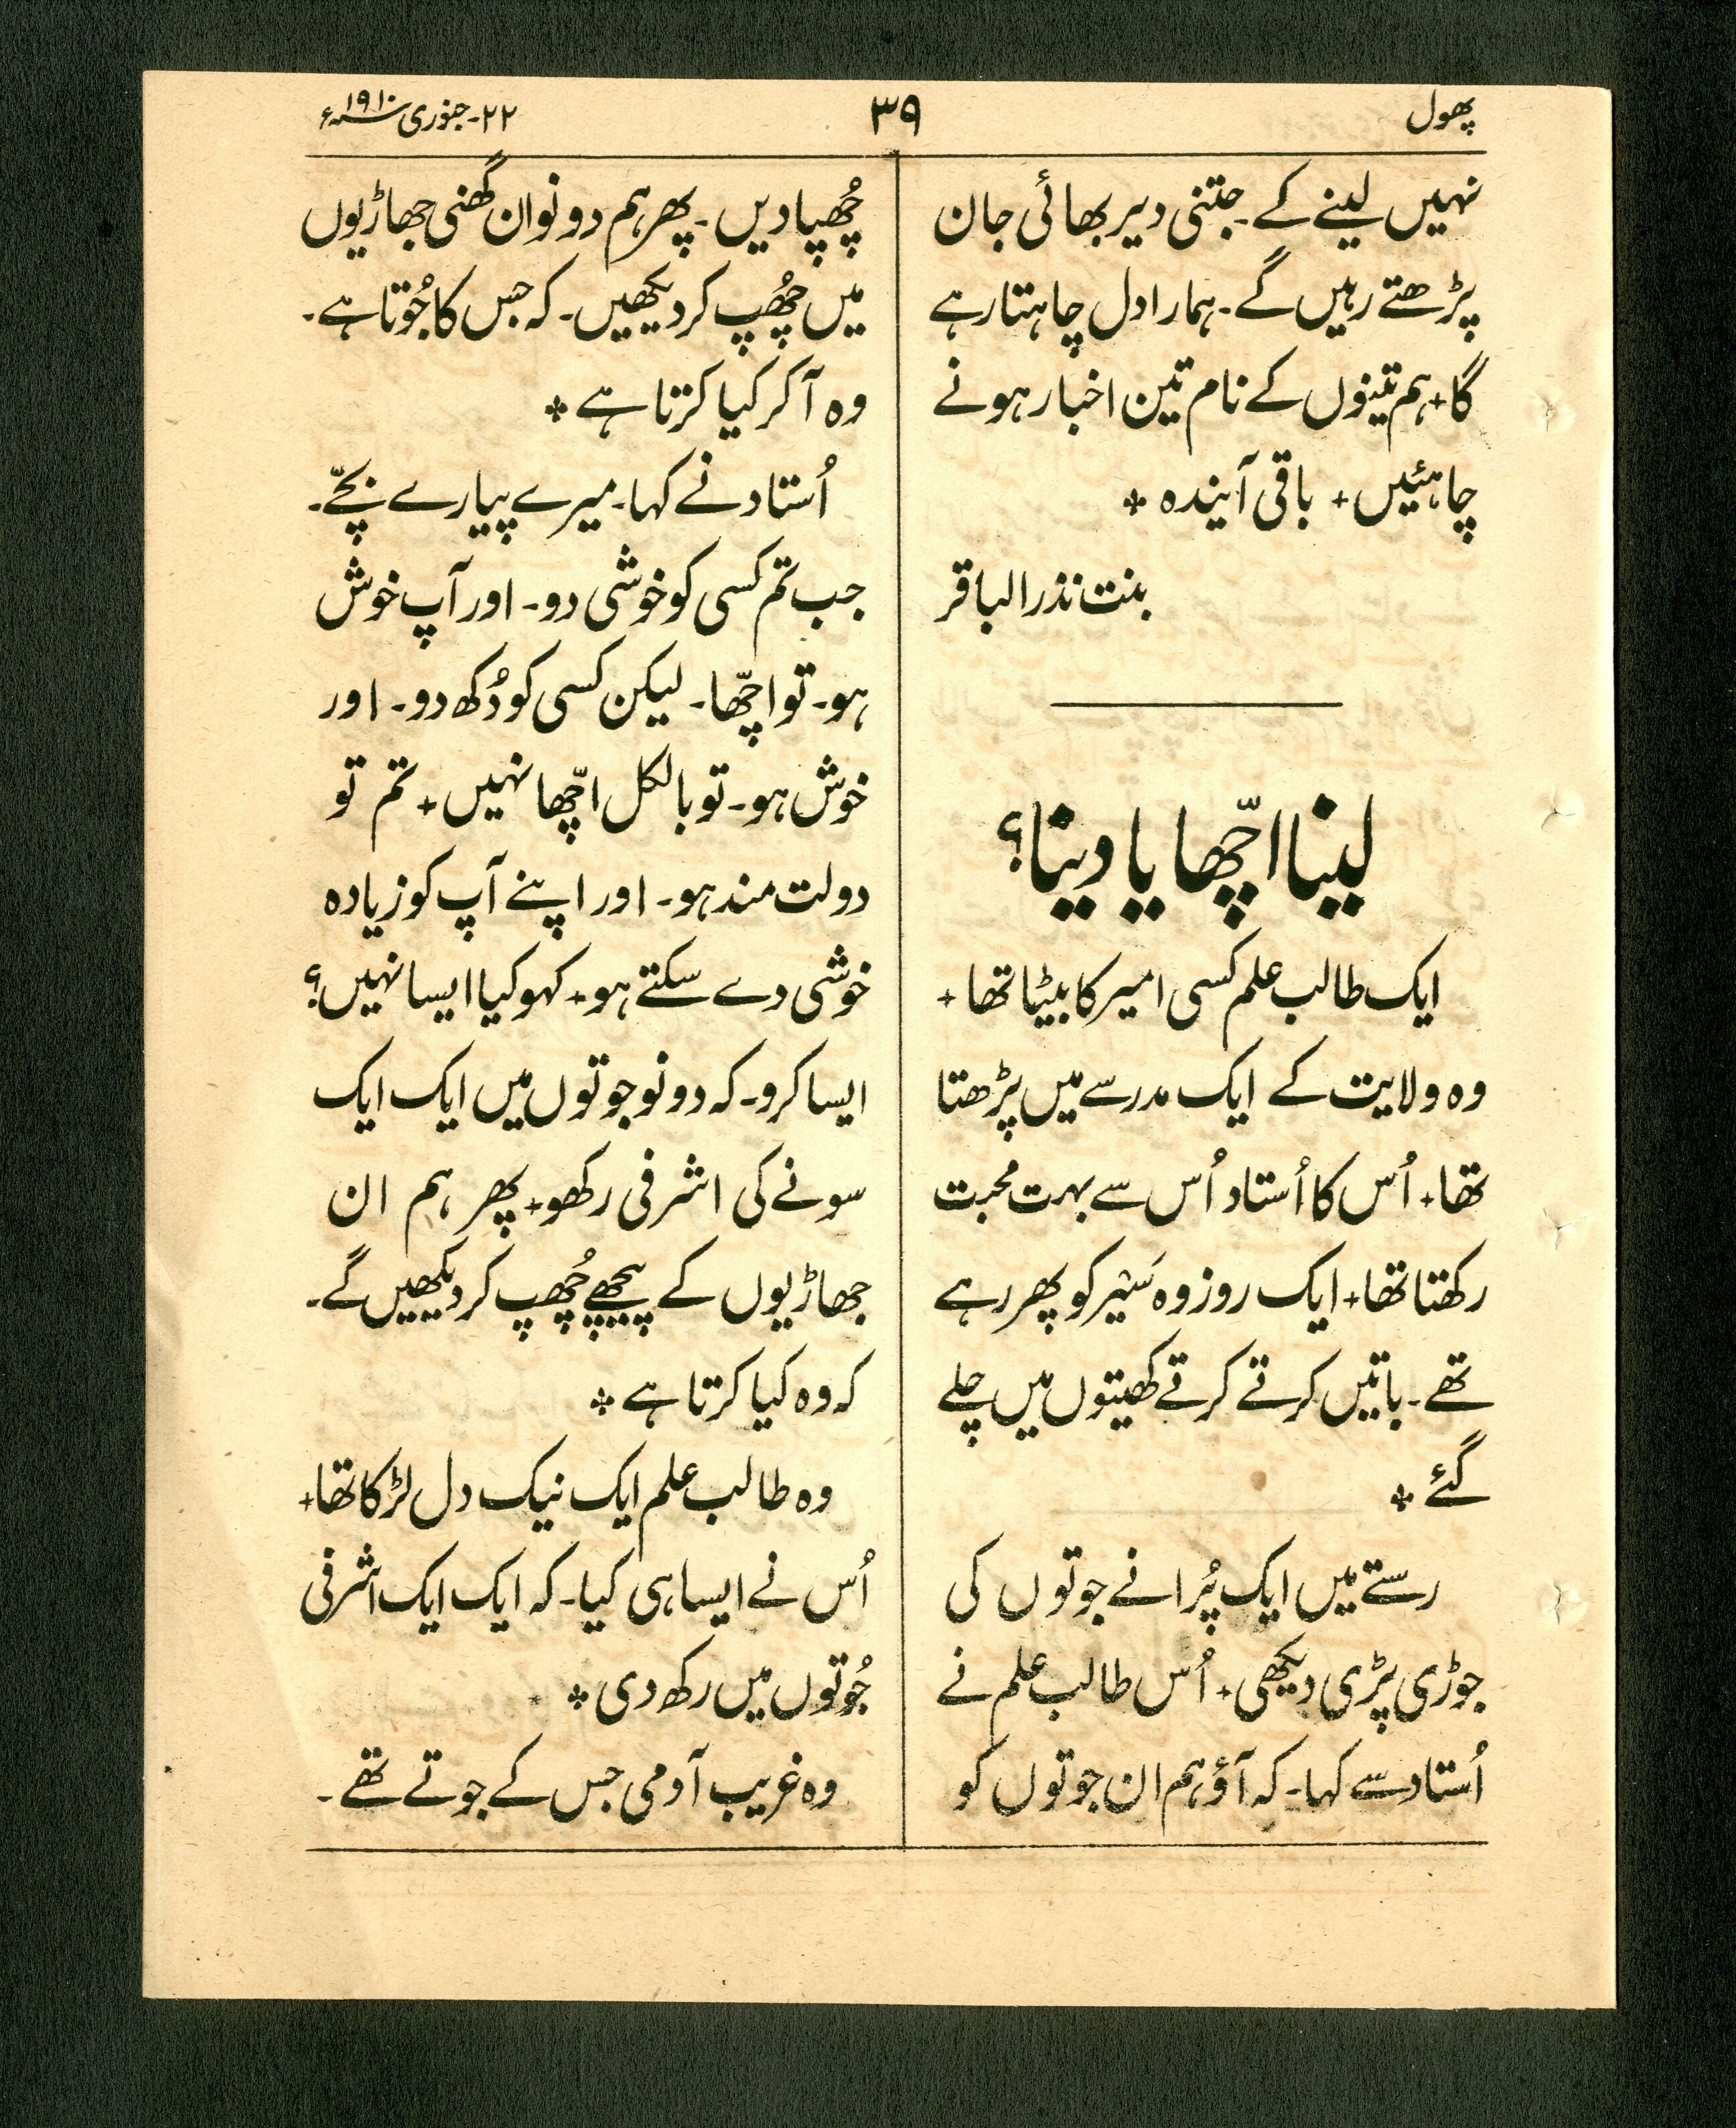 پھول
۳۹
۲۲-جنوری ۱۹۱۰ء
نہیں لینے کے۔ جتنی دیر بھائی جان
پڑھتے رہیں گے۔ ہمارا دل چاہتا رہے
گا+ ہم تینوں کے نام تین اخبار ہونے
چاہئیں+ باقی آیندہ ⁂
بنت نذر الباقر
لینا اچّھا یا دینا؟
ایک طالب علم کسی امیر کا بیٹا تھا+
وہ ولایت کے ایک مدرسے میں پڑھتا
تھا+ اُس کا اُستاد اُس سے بہت محبت
رکھتا تھا+ ایک روز وہ سَیْر کو پھر رہے
تھے۔ باتیں کرتے کرتے کھیتوں میں چلے
گئے ⁂
رستے میں ایک پُرانے جوتوں کی
جوڑی پڑی دیکھی+ اُس طالب علم نے
اُستاد سے کہا۔ کہ آؤ ہم ان جوتوں کو
چُھپا دیں۔ پھر ہم دونو ان گھنی جھاڑیوں
میں چُھپ کر دیکھیں۔ کہ جس کا جُوتا ہے۔
وہ آ کر کیا کرتا ہے ⁂
اُستاد نے کہا۔ میرے پیارے بچّے۔
جب تم کسی کو خوشی دو۔ اور آپ خوش
ہو۔ تو اچّھا۔ لیکن کسی کو دُکھ دو۔ اور
خوش ہو۔ تو بالکل اچّھا نہیں+ تم تو
دولت مند ہو۔ اور اپنے آپ کو زیادہ
خوشی دے سکتے ہو+ کہو کیا ایسا نہیں؟
ایسا کرو۔ کہ دونو جوتوں میں ایک ایک
سونے کی اشرفی رکھو+ پھر ہم ان
جھاڑیوں کے پیچھے چُھپ کر دیکھیں گے۔
کہ وہ کیا کرتا ہے ⁂
وہ طالب علم ایک نیک دل لڑکا تھا+
اُس نے ایسا ہی کیا۔ کہ ایک ایک اشرفی
جُوتوں میں رکھ دی ⁂
وہ غریب آدمی جس کے جوتے تھے۔